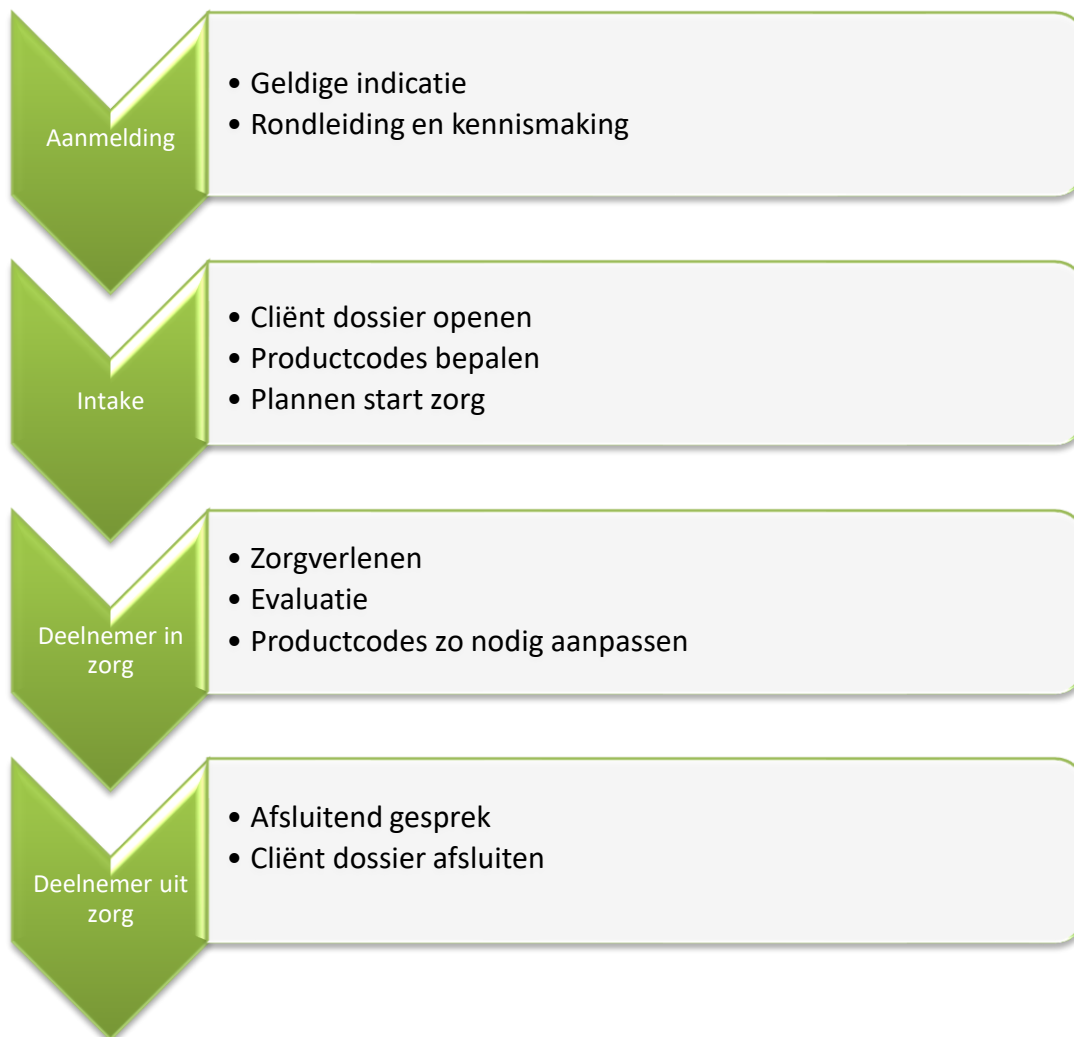 Aanmelding
• Geldige indicatie
• Rondleiding en kennismaking
Intake
• Cliënt dossier openen
• Productcodes bepalen
• Plannen start zorg
Deelnemer in
zorg
• Zorgverlenen
• Evaluatie
• Productcodes zo nodig aanpassen
Deelnemer uit
zorg
• Afsluitend gesprek
• Cliënt dossier afsluiten